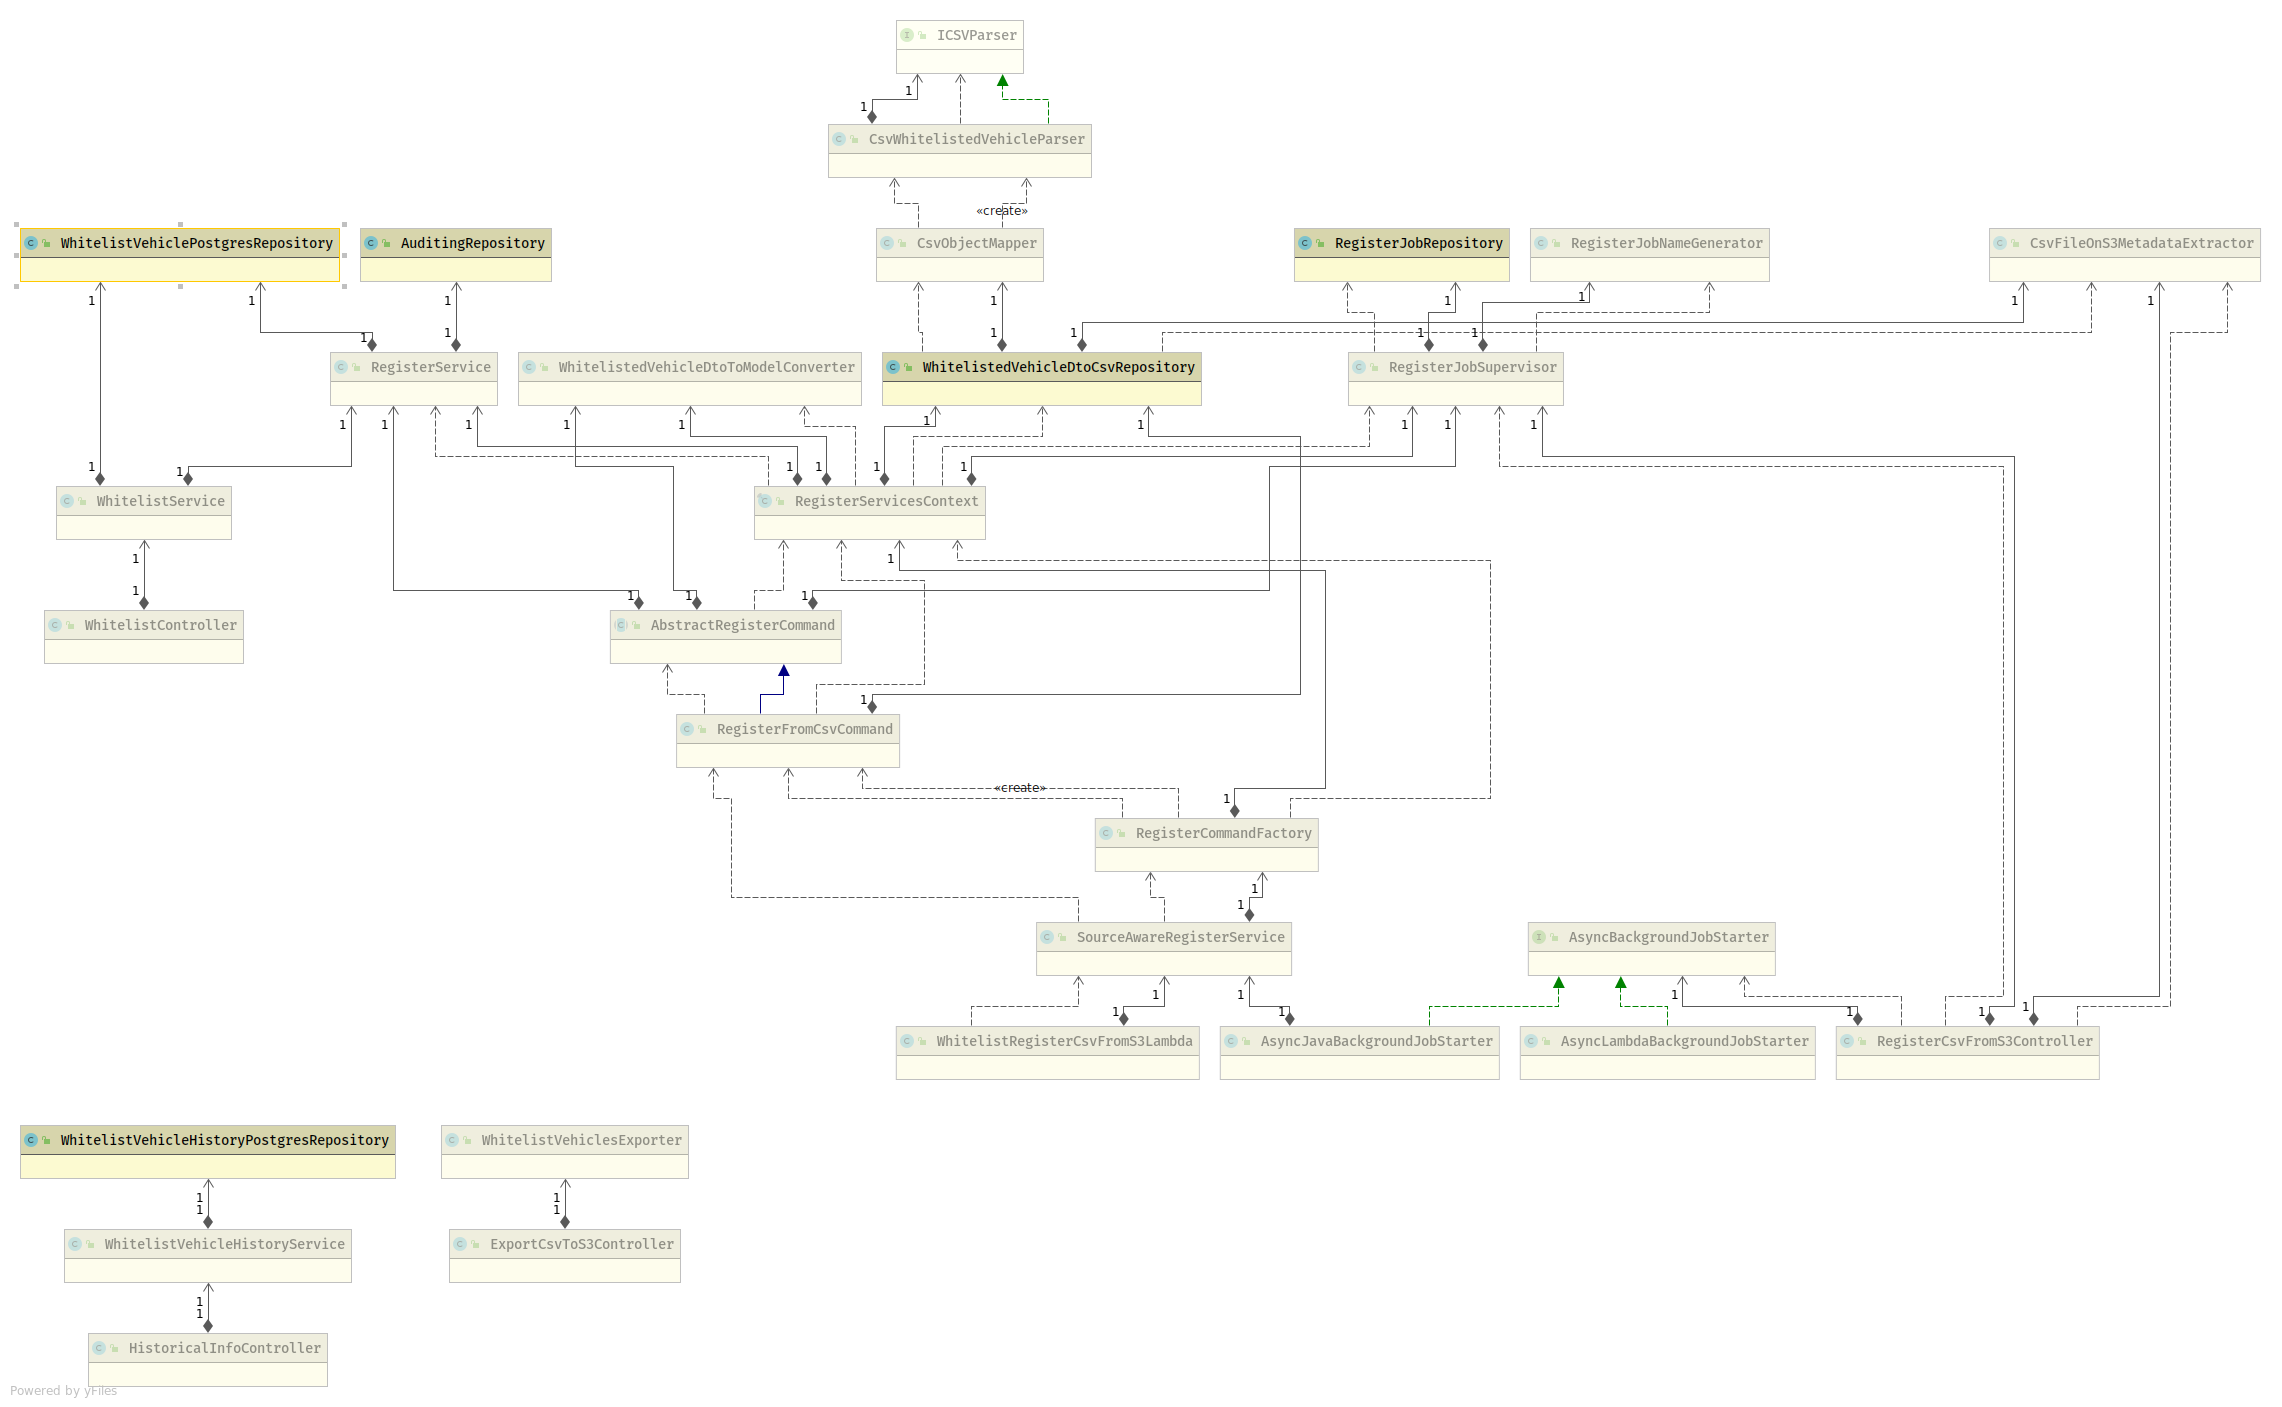 ICSVParser
1
1
CsvWhitelistedVehicleParser
«create»
WhitelistVehiclePostgresRepository
AuditingRepository
CsvObjectMapper
RegisterJobRepository
RegisterJobNameGenerator
CsvFileOnS3MetadataExtractor
1 1 1 1 1 1 1 1
1 1 1 1 1 1
RegisterService
WhitelistedVehicleDtoToModelConverter
WhitelistedVehicleDtoCsvRepository
RegisterJobSupervisor
1 1 1 1 1 1 1 1 1 1
1 1 1 1 1 1
WhitelistService
RegisterServicesContext
1 1
1 1 1 1
WhitelistController
AbstractRegisterCommand
1
RegisterFromCsvCommand
«create»
1
RegisterCommandFactory
1
1
SourceAwareRegisterService
AsyncBackgroundJobStarter
1 1 1
1 1 1 1 1
WhitelistRegisterCsvFromS3Lambda
AsyncJavaBackgroundJobStarter
AsyncLambdaBackgroundJobStarter
RegisterCsvFromS3Controller
WhitelistVehicleHistoryPostgresRepository
WhitelistVehiclesExporter
1 1
1 1
WhitelistVehicleHistoryService
ExportCsvToS3Controller
1
1
HistoricalInfoController
Powered by yFiles